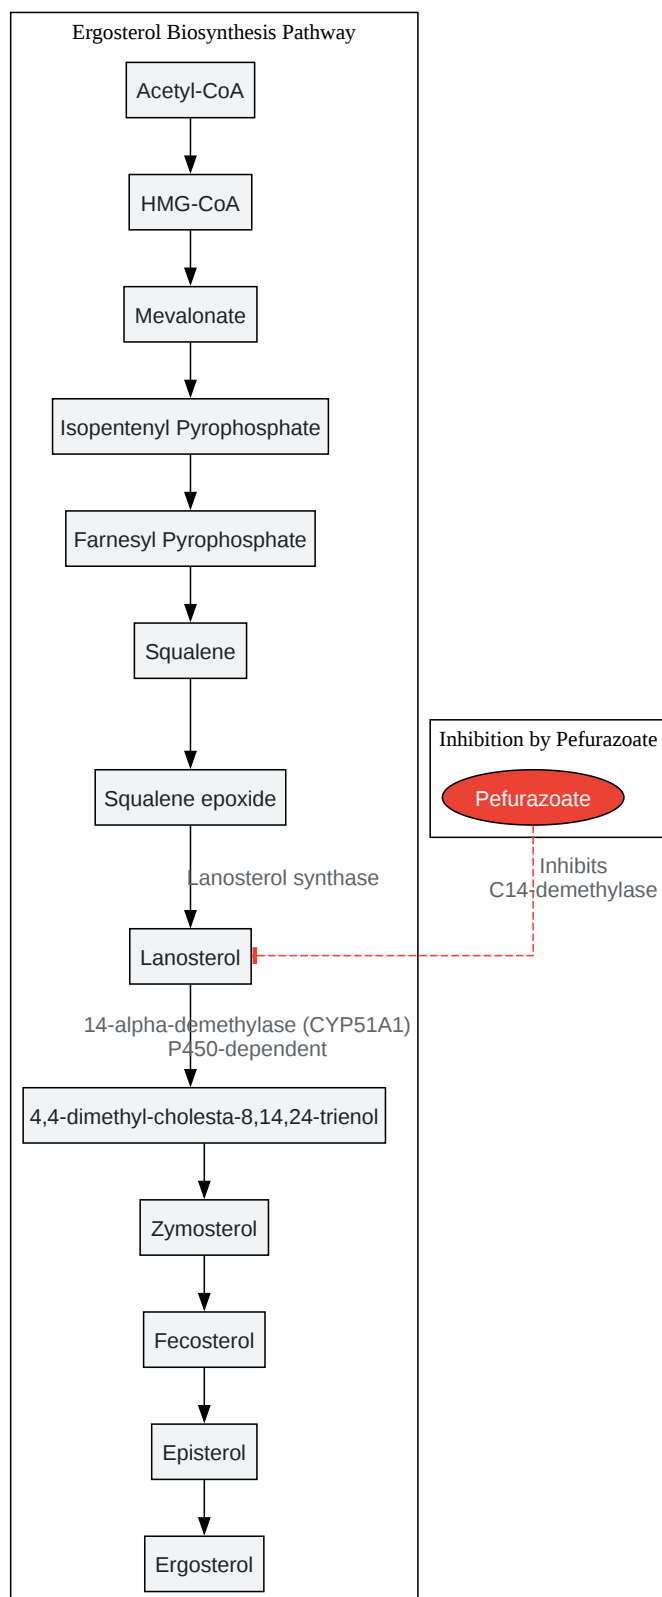 Ergosterol Biosynthesis Pathway
Acetyl-CoA
HMG-CoA
Mevalonate
Isopentenyl Pyrophosphate
Farnesyl Pyrophosphate
Squalene
Inhibition by Pefurazoate
Squalene epoxide
Pefurazoate
Inhibits
C14-demethylase
Lanosterol synthase
Lanosterol
14-alpha-demethylase (CYP51A1)
P450-dependent
4,4-dimethyl-cholesta-8,14,24-trienol
Zymosterol
Fecosterol
Episterol
Ergosterol